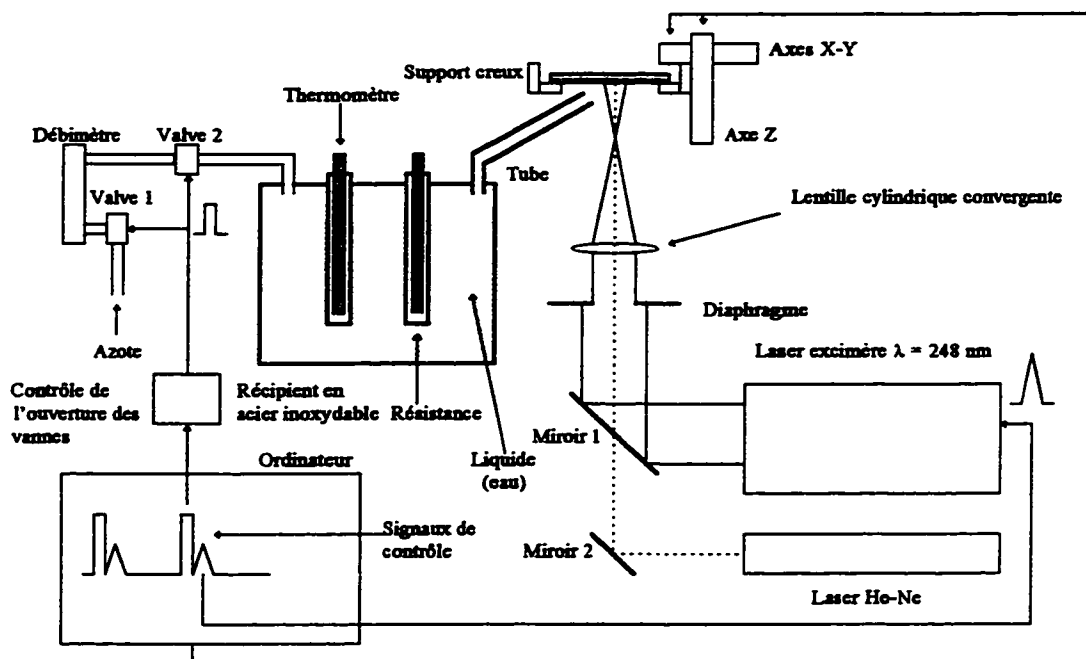 Axes X-Y
Support creux
Thermomètre
Débimètre
Valve 2
Axe Z
Tube
Valve 1
Lentille cylindrique convergente
Diaphragme
Azote
Laser excimère λ = 248 nm
Contrôle de
l'ouverture des
vannes
Récipient en
acier inoxydable
Résistance
Miroir 1
Ordinateur
Liquide
(eau)
Signaux de
contrôle
Miroir 2
Laser He-Ne